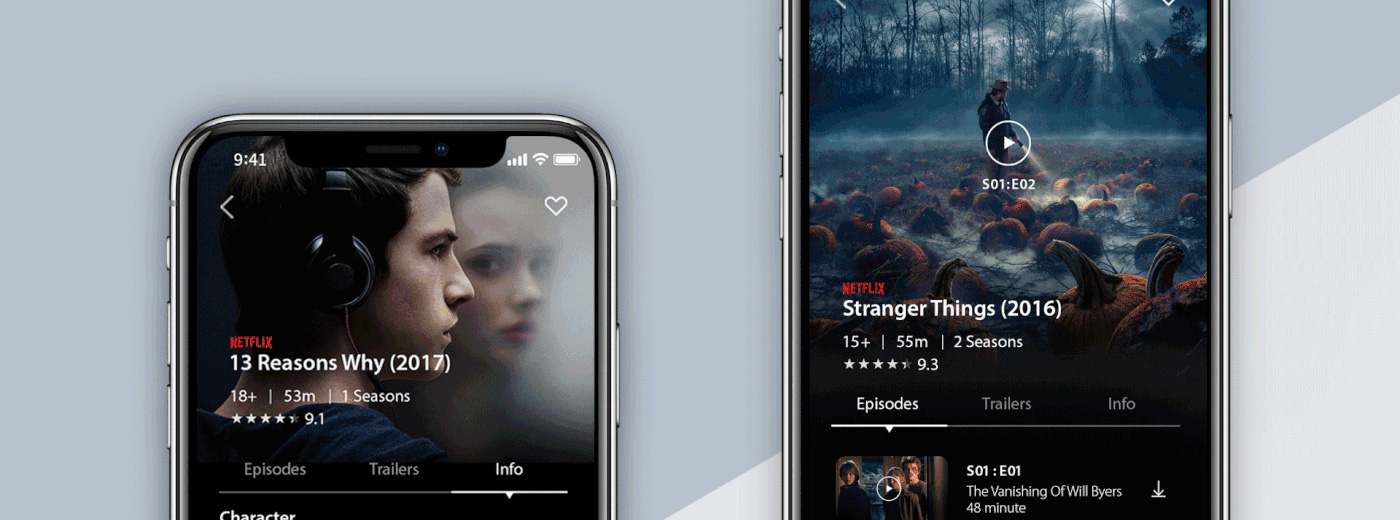 9:41
NETFLIX
13 Reasons Why (2017)
18+ | 53m | 1 Seasons
9.1
Episodes Trailers Info
Character
S01:E02
NETFLIX
Stranger Things (2016)
15+ | 55m | 2 Seasons
9.3
Episodes Trailers Info
S01 : E01
The Vanishing Of Will Byers
48 minute